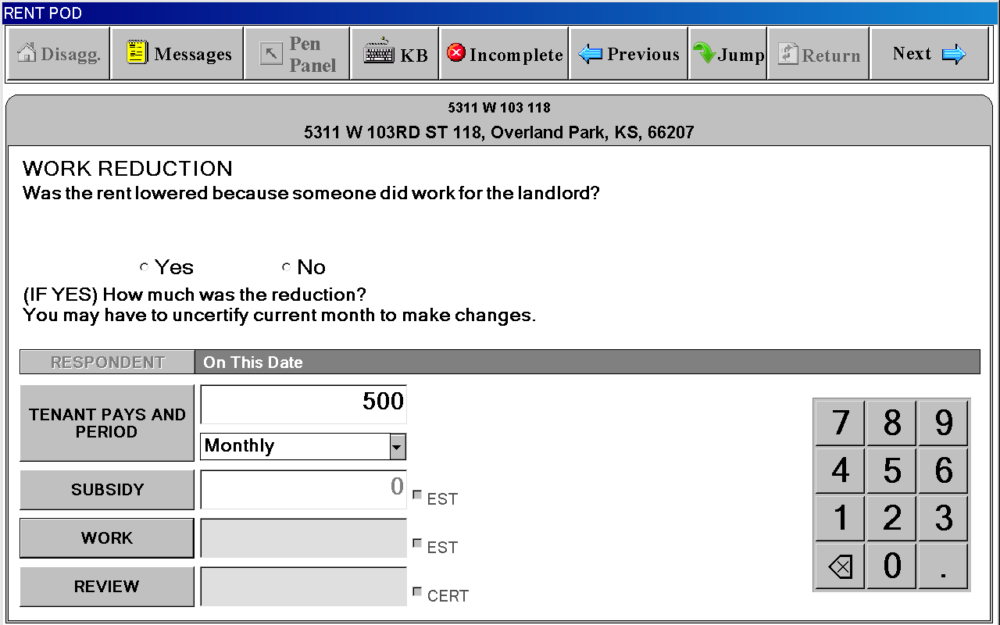 RENT POD
Disagg.
Messages
Pen
Panel
KB
Incomplete
Previous
Jump
Return
Next
5311 W 103 118
5311 W 103RD ST 118, Overland Park, KS, 66207
WORK REDUCTION
Was the rent lowered because someone did work for the landlord?
Yes
No
(IF YES) How much was the reduction?
You may have to uncertify current month to make changes.
RESPONDENT
On This Date
TENANT PAYS AND
PERIOD
500
Monthly
SUBSIDY
0
EST
WORK
EST
REVIEW
CERT
7 8 9
4 5 6
1 2 3
0 .